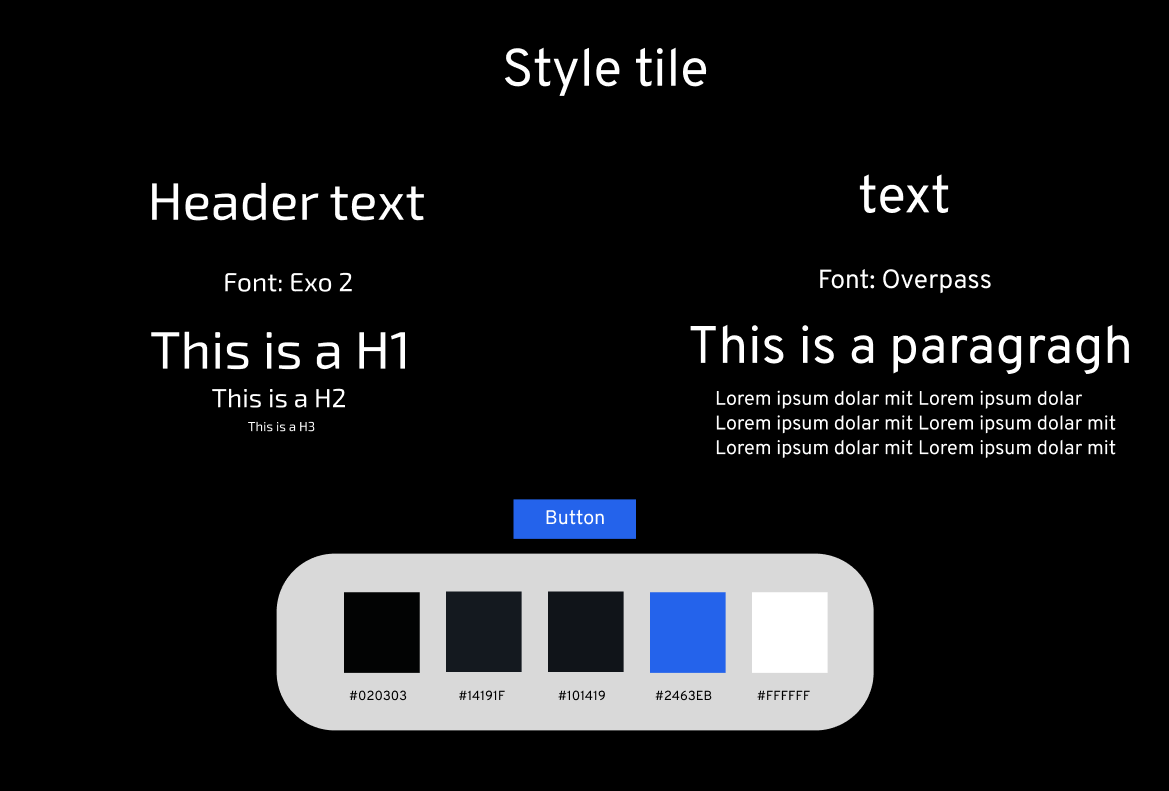 Style tile
Header text
Font: Exo 2
This is a H1
This is a H2
This is a H3
text
Font: Overpass
This is a paragragh
Lorem ipsum dolar mit Lorem ipsum dolar
Lorem ipsum dolar mit Lorem ipsum dolar mit
Lorem ipsum dolar mit Lorem ipsum dolar mit
Button
#020303 #14191F #101419 #2463EB #FFFFFF